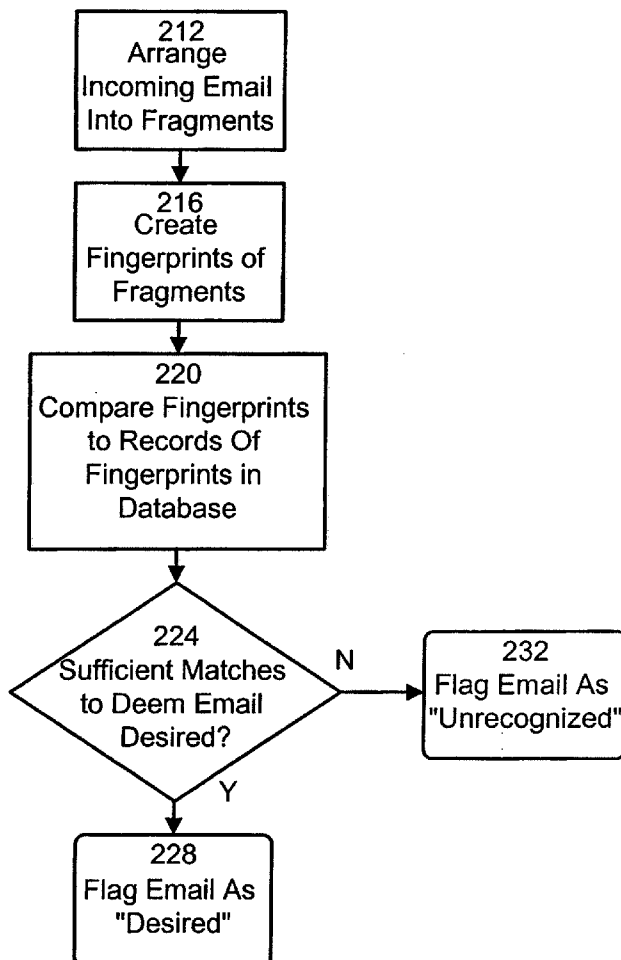 212
Arrange
Incoming Email
Into Fragments
216
Create
Fingerprints of
Fragments
220
Compare Fingerprints
to Records Of
Fingerprints in
Database
224
Sufficient Matches
to Deem Email
Desired?
N
232
Flag Email As
"Unrecognized"
Y
228
Flag Email As
"Desired"